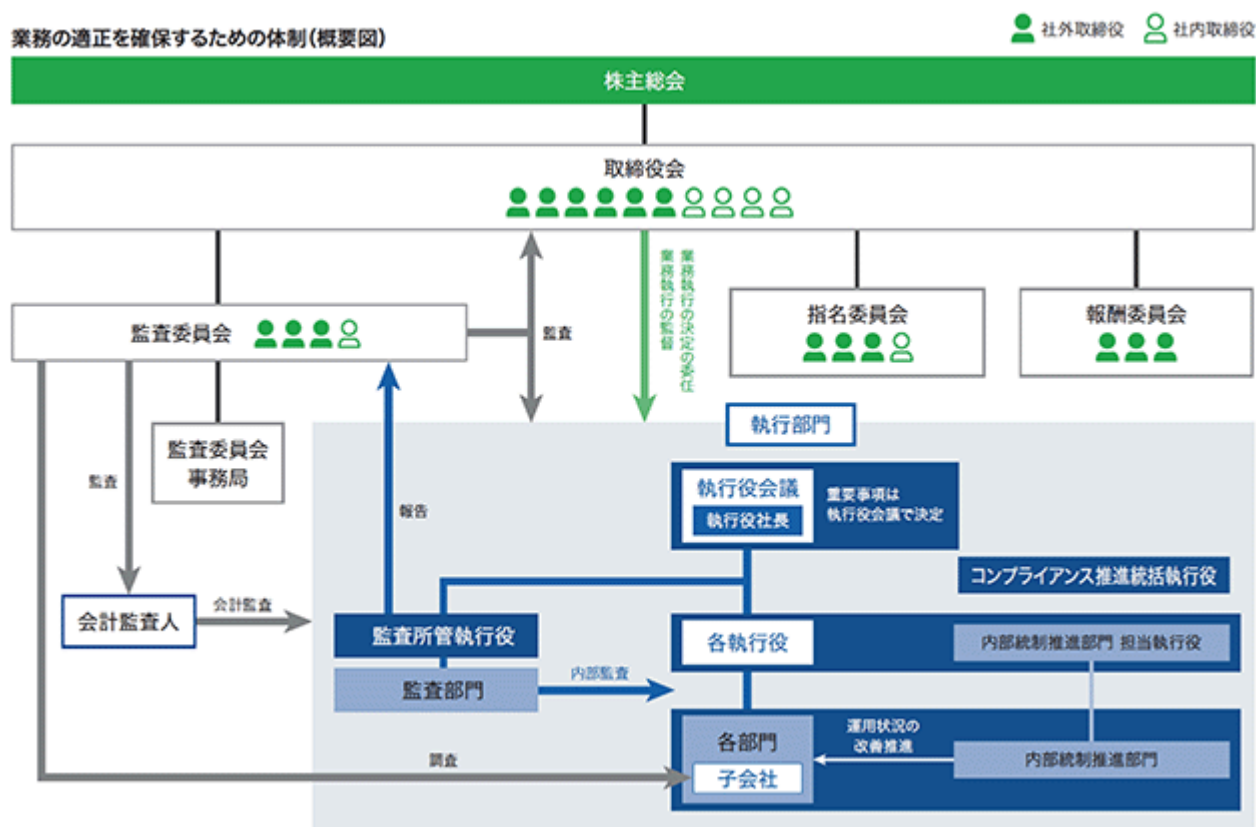 業務の適正を確保するための体制(概要図)
社外取締役
社内取締役
株主総会
取締役会
業務執行の決定の委任
業務執行の監督
監査委員会
監査
指名委員会
報酬委員会
執行部門
監査委員会
事務局
監査
報告
執行役会議
執行役社長
重要事項は
執行役会議で決定
コンプライアンス推進統括執行役
会計監査人
会計監査
監査所管執行役
各執行役
内部統制推進部門 担当執行役
監査部門
内部監査
各部門
子会社
運用状況の
改善推進
内部統制推進部門
調査